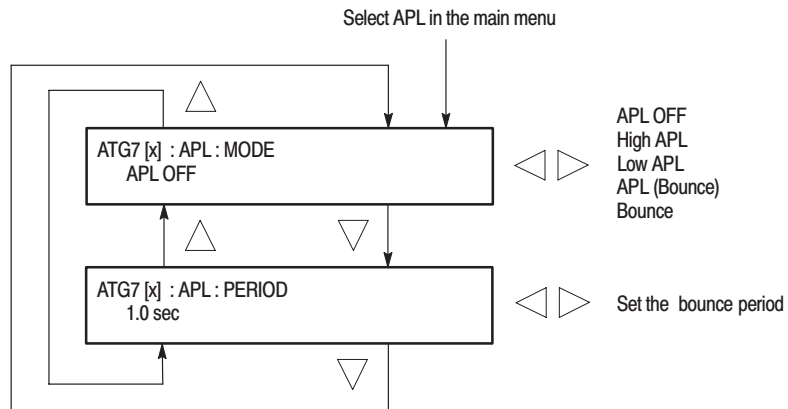 Select APL in the main menu
ATG7 [x] : APL : MODE
APL OFF
APL OFF
High APL
Low APL
APL (Bounce)
Bounce
ATG7 [x] : APL : PERIOD
1.0 sec
Set the bounce period